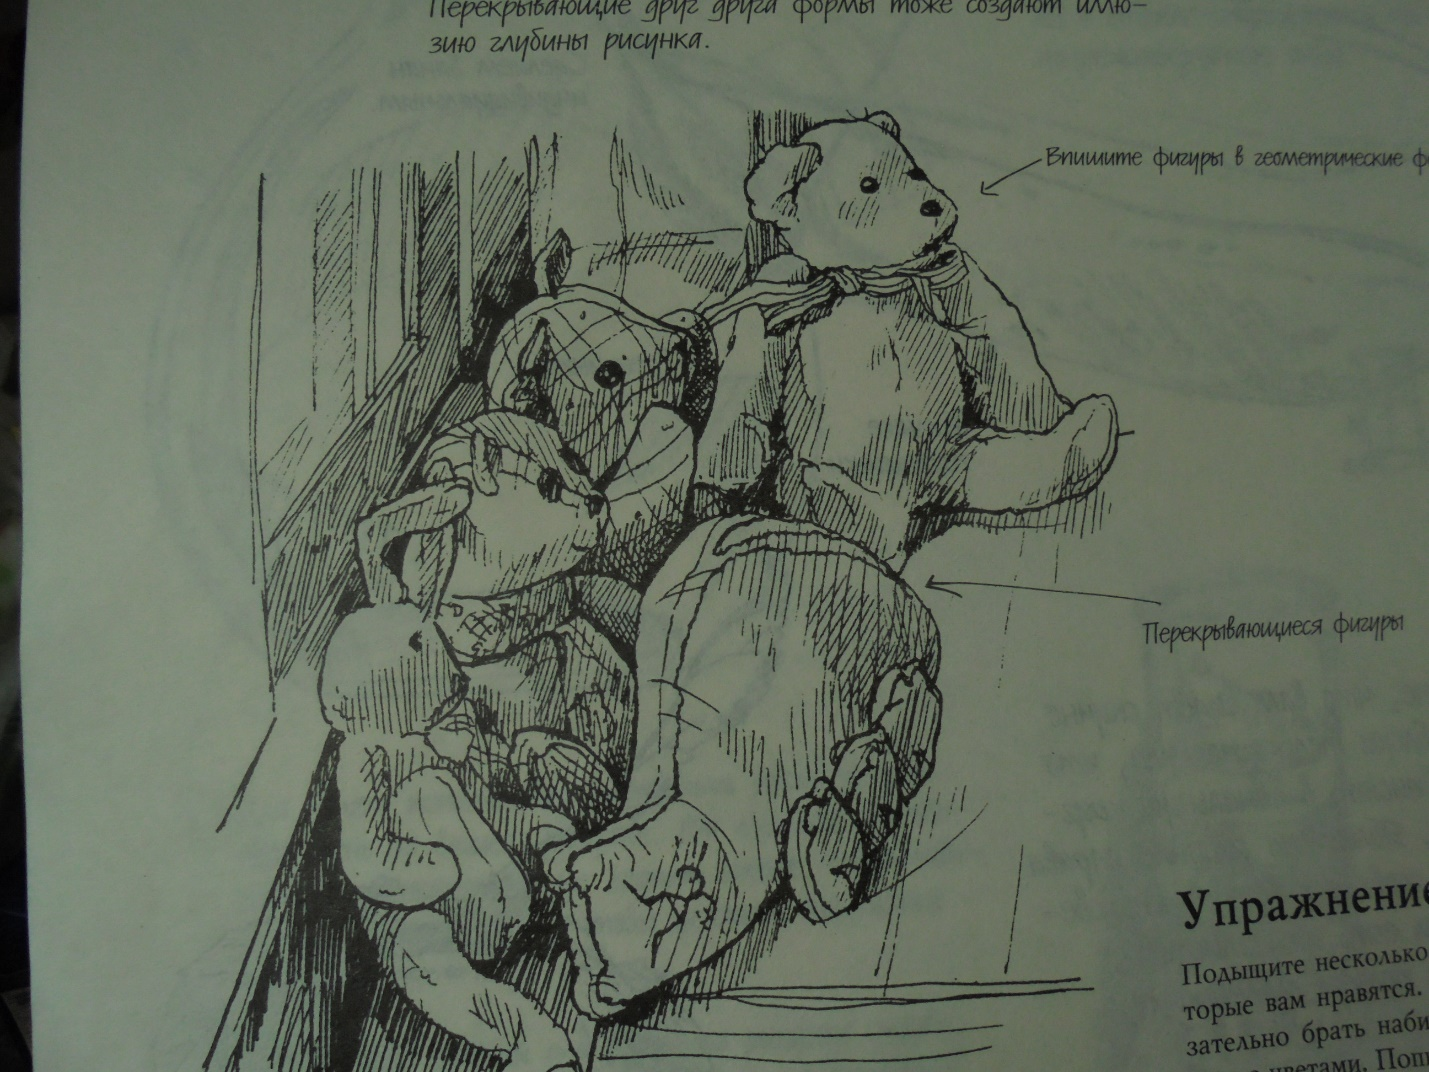 Перекрывающие друг друга формы тоже создают иллю-
зию глубины рисунка.
Впишите фигуры в геометрические ф
Перекрывающиеся фигуры
Упражнение
Подыщите несколько
торые вам нравятся.
зательно брать наби
цветами. Поп